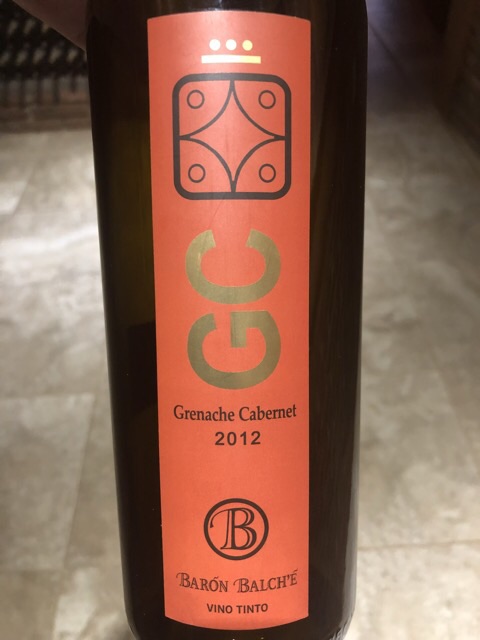 GC
Grenache Cabernet
2012
B
BARÓN BALCH'É
VINO TINTO